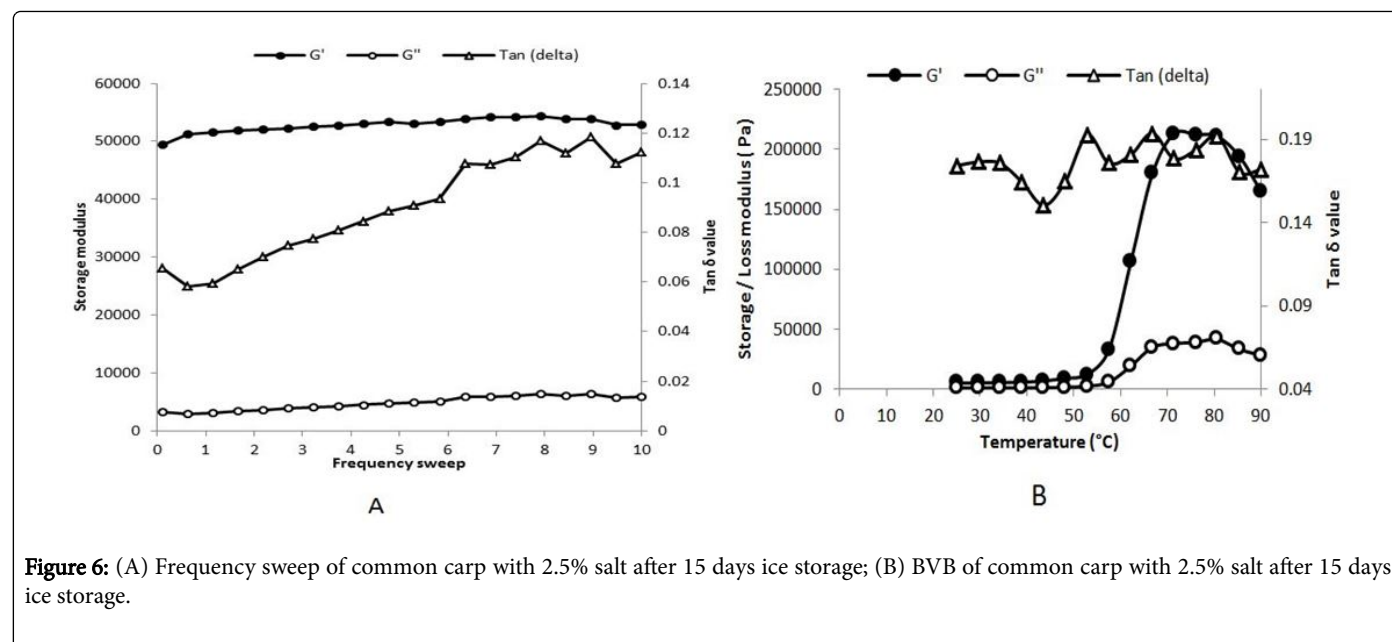 G' G" Tan (delta)
60000
50000
40000
30000
20000
10000
0
Storage modulus
0.14
0.12
0.1
0.08
0.06
0.04
0.02
0
Tan δ value
0 1 2 3 4 5 6 7 8 9 10
Frequency sweep
A
G' G" Tan (delta)
250000
200000
150000
100000
50000
0
Storage / Loss modulus ( Pa)
0.19
0.14
0.09
0.04
Tan δ value
0 10 20 30 40 50 60 70 80 90
Temperature (°C)
B
Figure 6: (A) Frequency sweep of common carp with 2.5% salt after 15 days ice storage; (B) BVB of common carp with 2.5% salt after 15 days
ice storage.